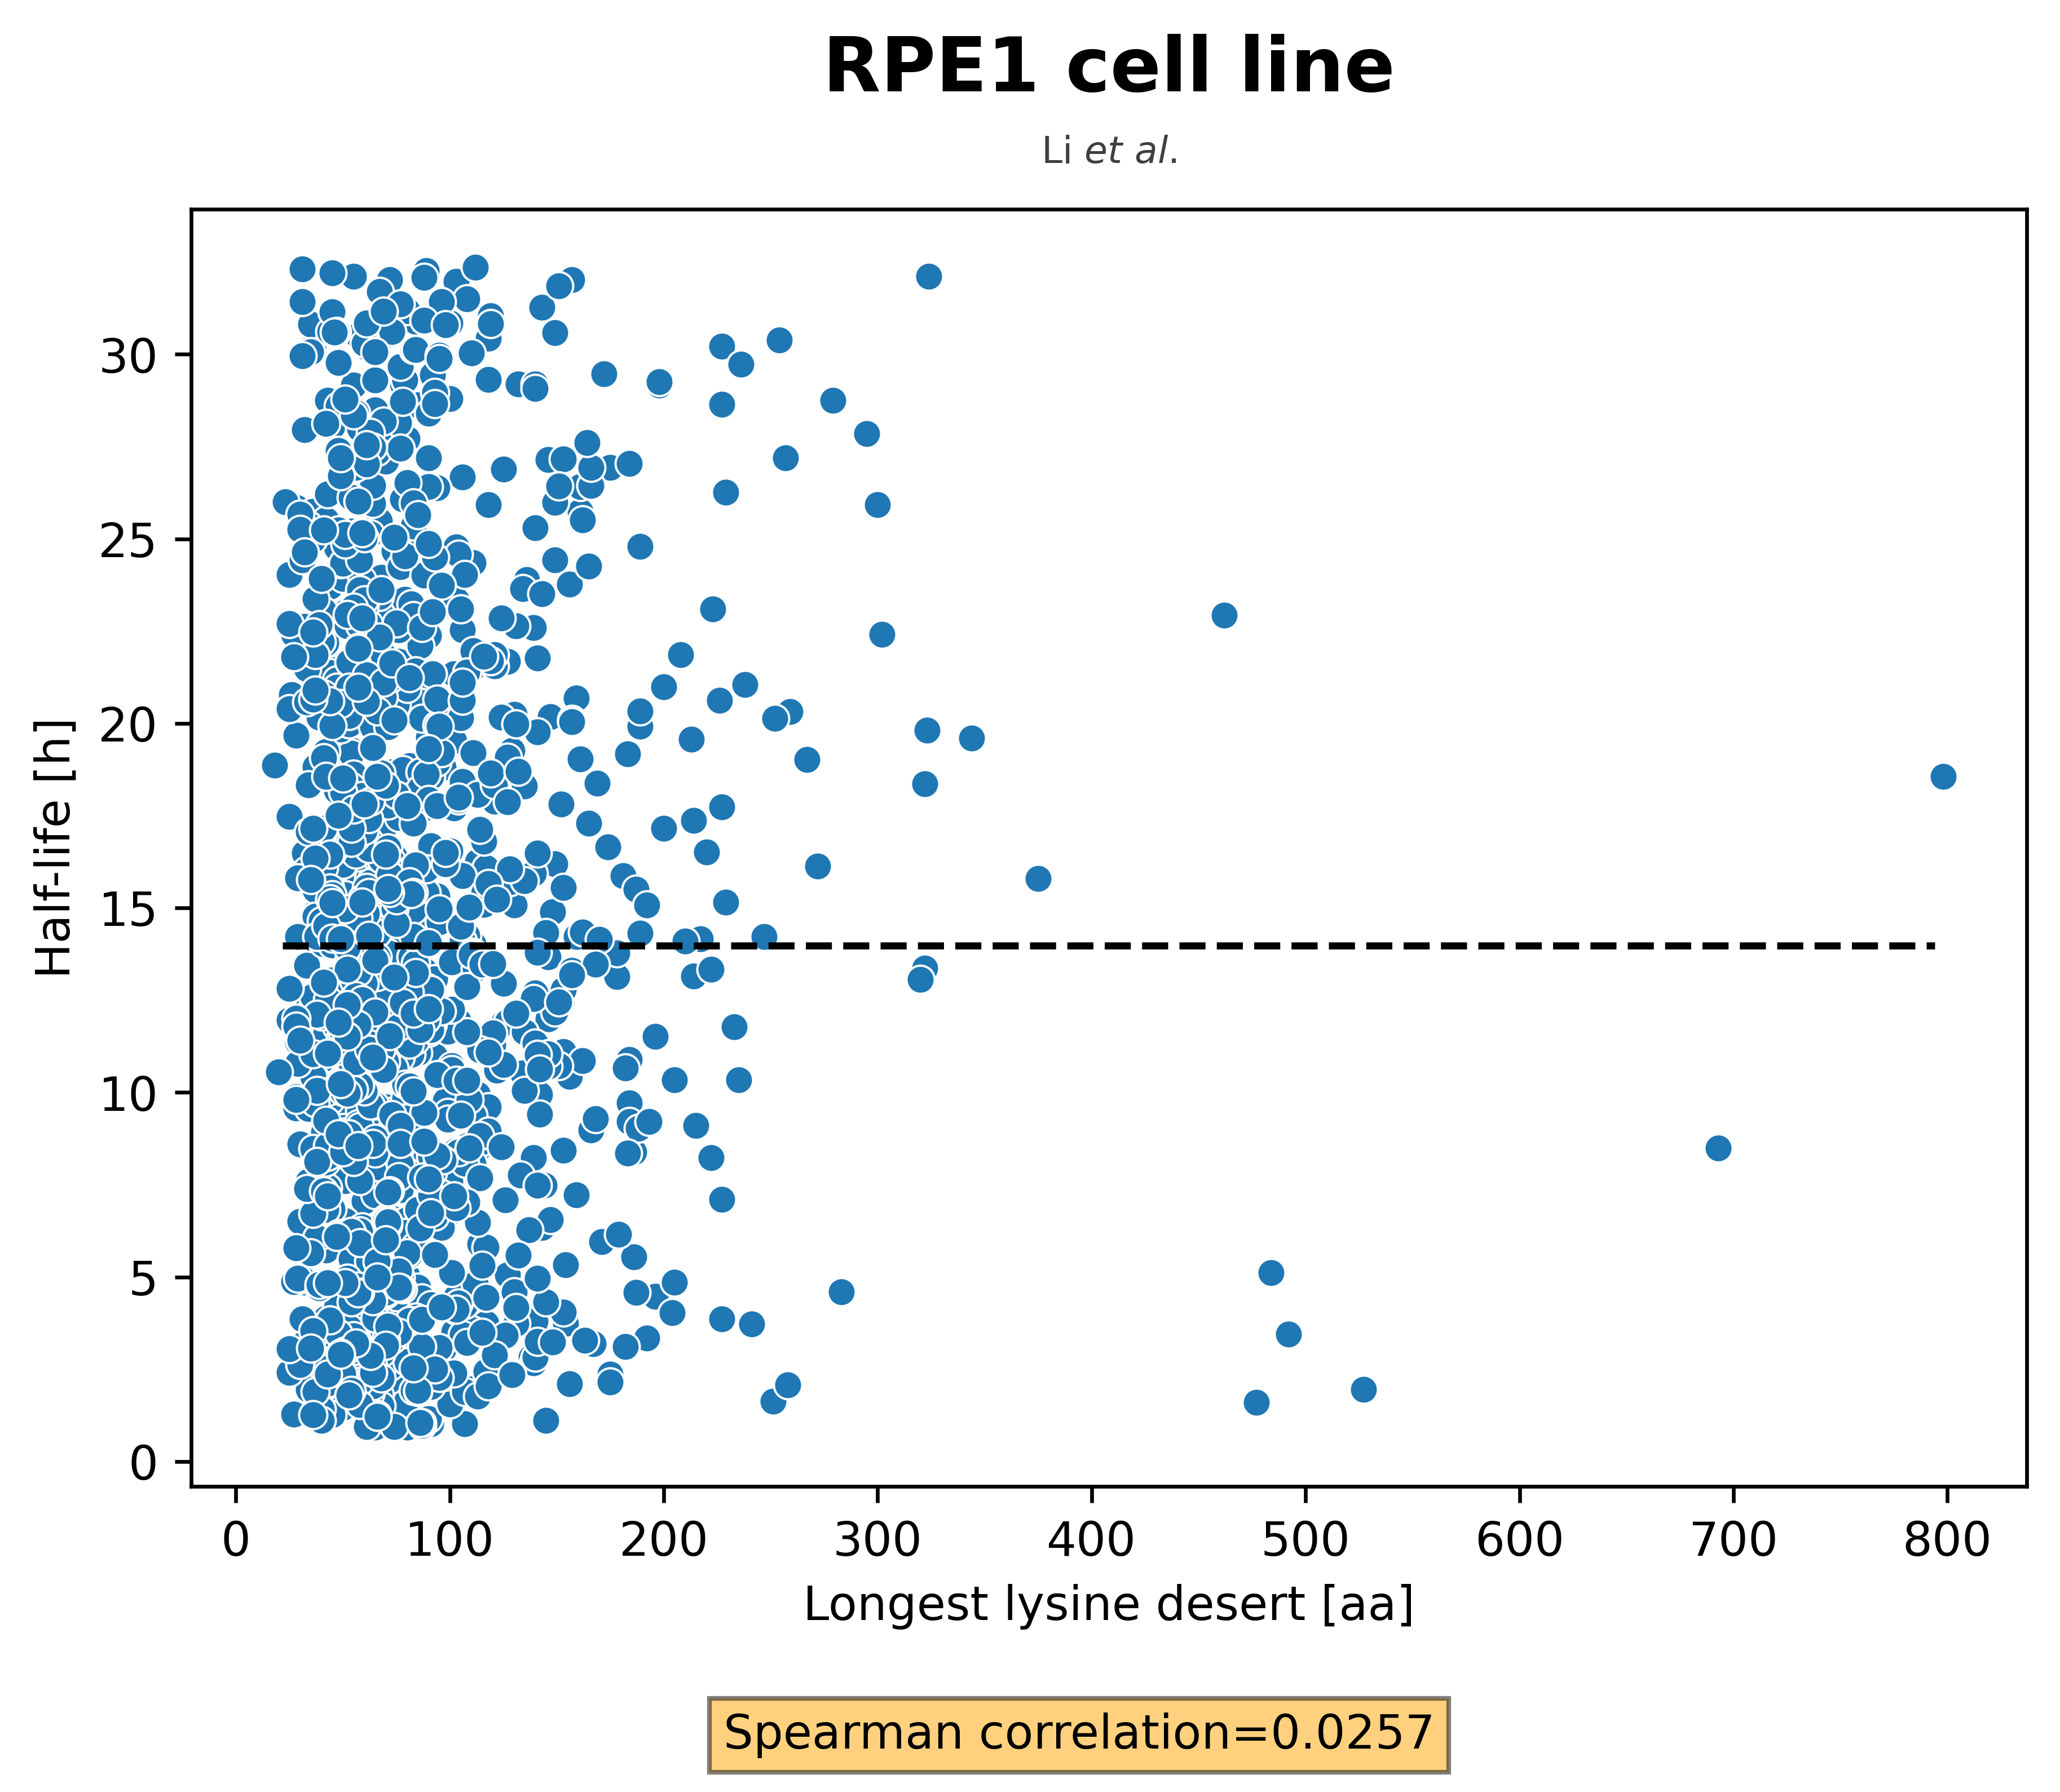 RPE1 cell line
Li et al.
Half-life [h]
30
25
20
15
10
5
0
0 100 200 300 400 500 600 700 800
Longest lysine desert [aa]
Spearman correlation=0.0257